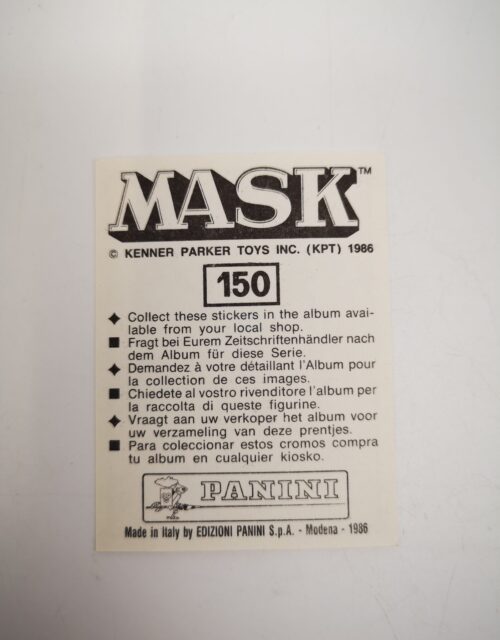 MASK™
© KENNER PARKER TOYS INC. (KPT) 1986
150
Collect these stickers in the album avai-
lable from your local shop.
Fragt bei Eurem Zeitschriftenhändler nach
dem Album für diese Serie.
Demandez à votre détaillant l'Album pour
la collection de ces images.
Chiedete al vostro rivenditore l'album per
la raccolta di queste figurine.
Vraagt aan uw verkoper het album voor
uw verzameling van deze prentjes.
Para coleccionar estos cromos compra
tu album en cualquier kiosko.
PANINI
Made in Italy by EDIZIONI PANINI S.p.A. - Modena - 1986